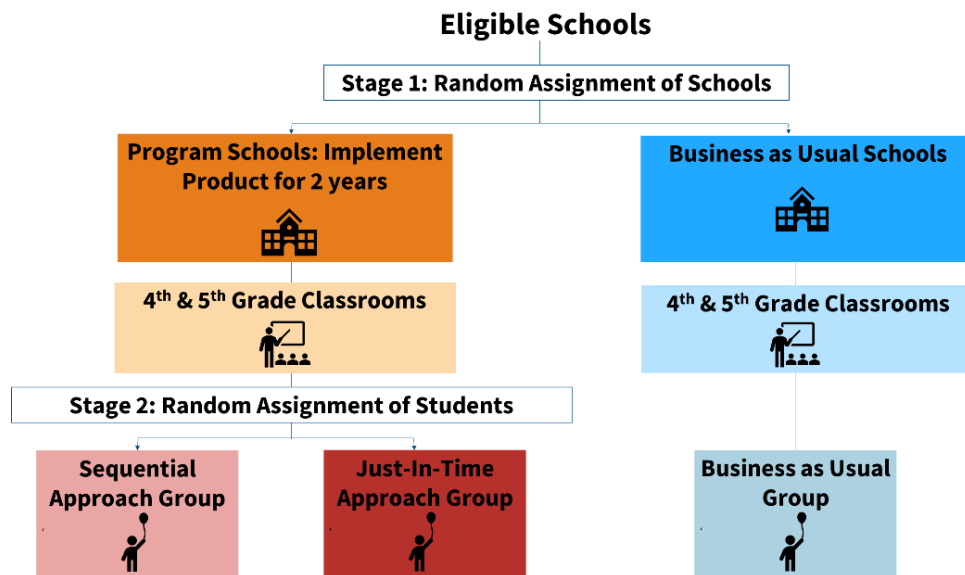 Eligible Schools
Stage 1: Random Assignment of Schools
Program Schools: Implement
Product for 2 years
Business as Usual Schools
4th & 5th Grade Classrooms
4th & 5th Grade Classrooms
Stage 2: Random Assignment of Students
Sequential
Approach Group
Just-In-Time
Approach Group
Business as Usual
Group